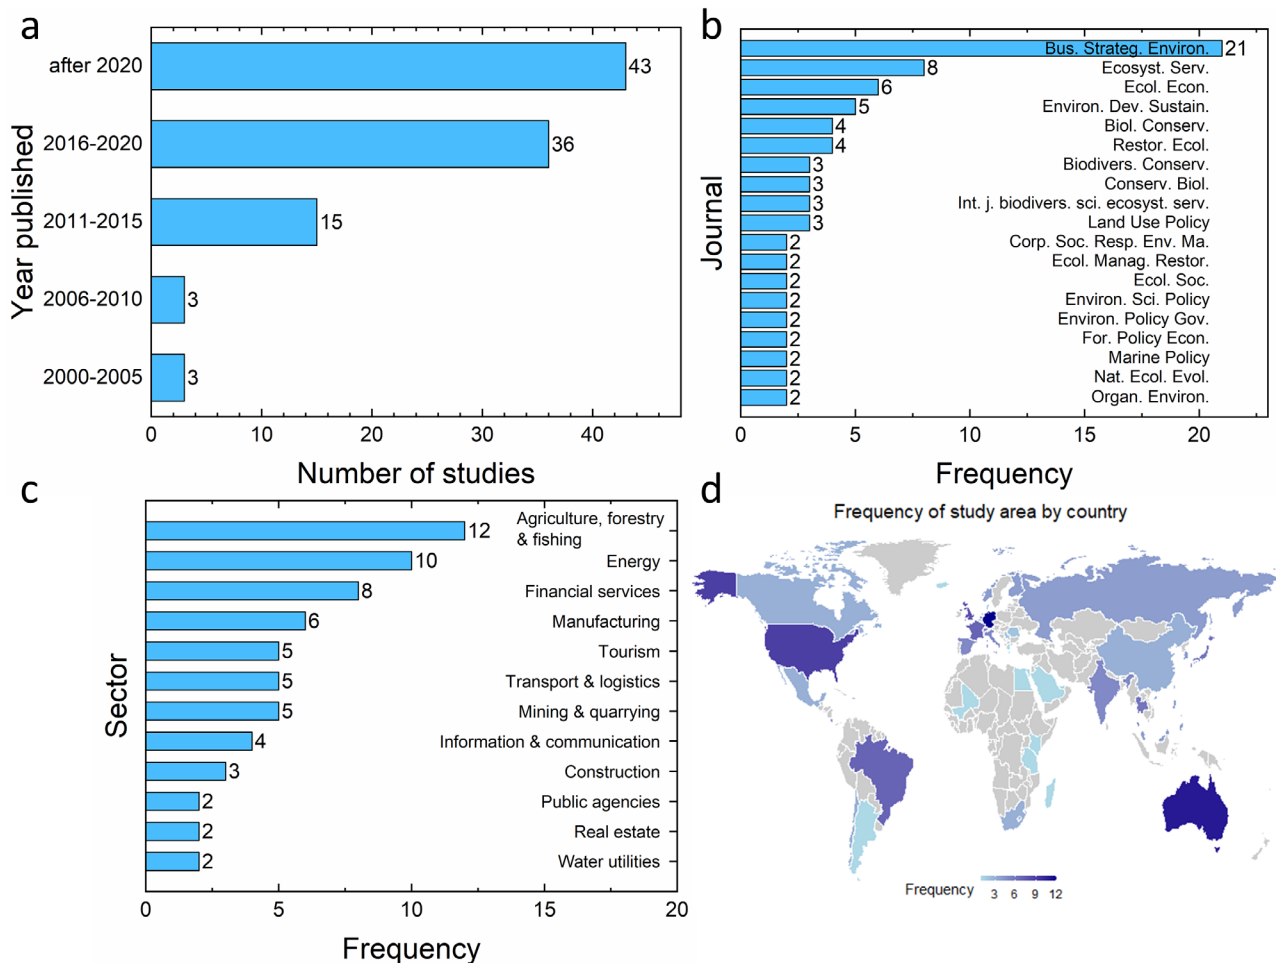 a
Year published
after 2020
43
2016-2020
36
2011-2015
15
2006-2010
3
2000-2005
3
0 10 20 30 40
Number of studies
b
Journal
Bus. Strateg. Environ. 21
8 Ecosyst. Serv.
6 Ecol. Econ.
5 Environ. Dev. Sustain.
4 Biol. Conserv.
4 Restor. Ecol.
3 Biodivers. Conserv.
3 Conserv. Biol.
3 Int. j. biodivers. sci. ecosyst. serv.
3 Land Use Policy
2 Corp. Soc. Resp. Env. Ma.
2 Ecol. Manag. Restor.
2 Ecol. Soc.
2 Environ. Sci. Policy
2 Environ. Policy Gov.
2 For. Policy Econ.
2 Marine Policy
2 Nat. Ecol. Evol.
2 Organ. Environ.
0 5 10 15 20
Frequency
c
Sector
12 Agriculture, forestry
& fishing
10 Energy
8 Financial services
6 Manufacturing
5 Tourism
5 Transport & logistics
5 Mining & quarrying
4 Information & communication
3 Construction
2 Public agencies
2 Real estate
2 Water utilities
0 5 10 15 20
Frequency
d
Frequency of study area by country
Frequency
3 6 9 12